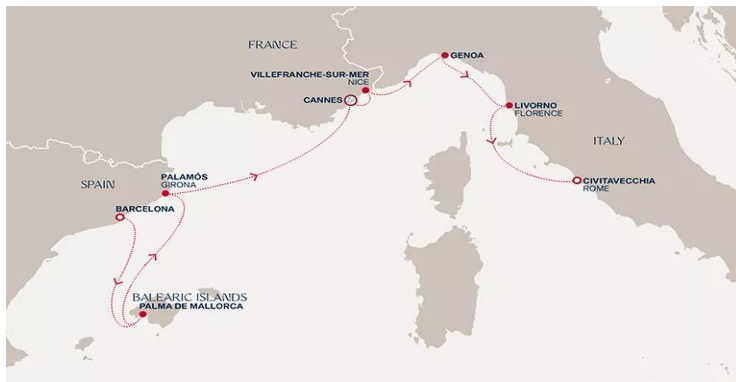 FRANCE
VILLEFRANCHE-SUR-MER
NICE
CANNES
GENOA
LIVORNO
FLORENCE
ITALY
CIVITAVECCHIA
ROME
PALAMÓS
GIRONA
SPAIN
BARCELONA
BALEARIC ISLANDS
PALMA DE MALLORCA